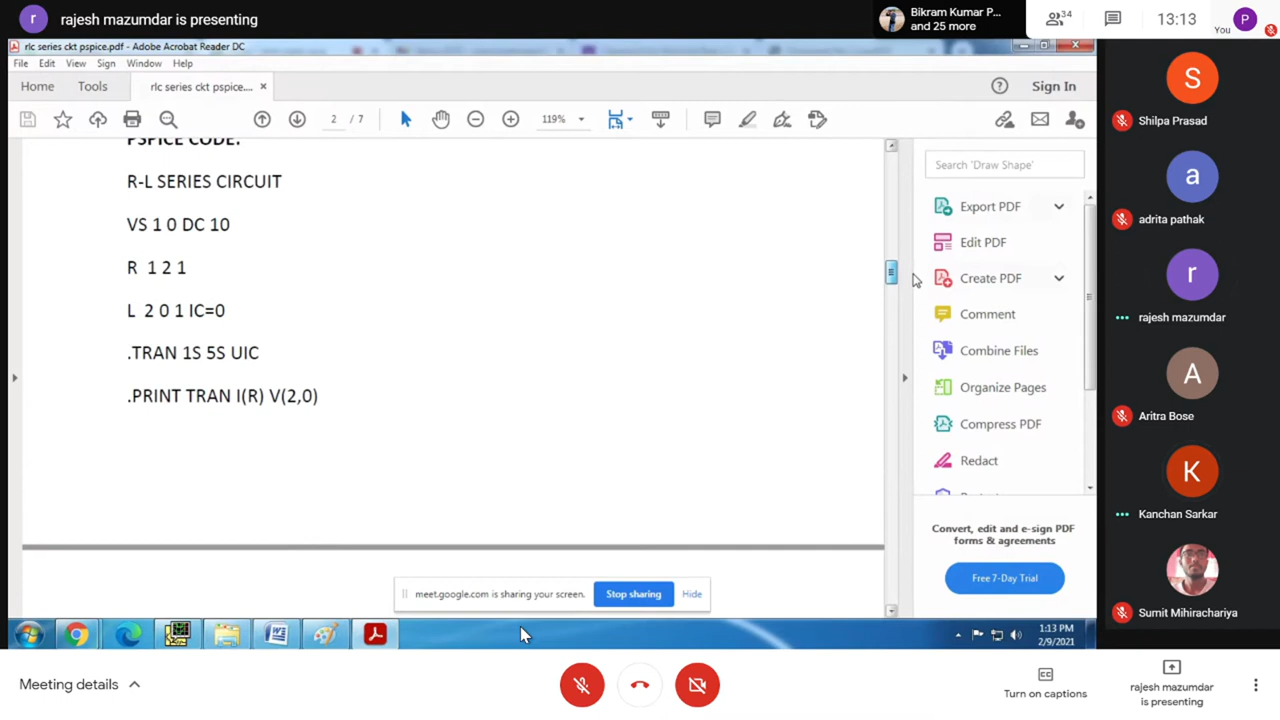 r rajesh mazumdar is presenting
Bikram Kumar P...
and 25 more
34
13:13
You
P
rlc series ckt pspice.pdf - Adobe Acrobat Reader DC
File Edit View Sign Window Help
Home Tools rlc series ckt pspice.... × Sign In
2 / 7 119%
PSPICE CODE:
R-L SERIES CIRCUIT
VS 1 0 DC 10
R 1 2 1
L 2 0 1 IC=0
.TRAN 1S 5S UIC
.PRINT TRAN I(R) V(2,0)
Search 'Draw Shape'
Export PDF
Edit PDF
Create PDF
Comment
Combine Files
Organize Pages
Compress PDF
Redact
Convert, edit and e-sign PDF
forms & agreements
Free 7-Day Trial
meet.google.com is sharing your screen. Stop sharing Hide
1:13 PM
2/9/2021
S
Shilpa Prasad
a
adrita pathak
r
rajesh mazumdar
A
Aritra Bose
K
Kanchan Sarkar
Sumit Mihirachariya
Meeting details
Turn on captions
rajesh mazumdar
is presenting